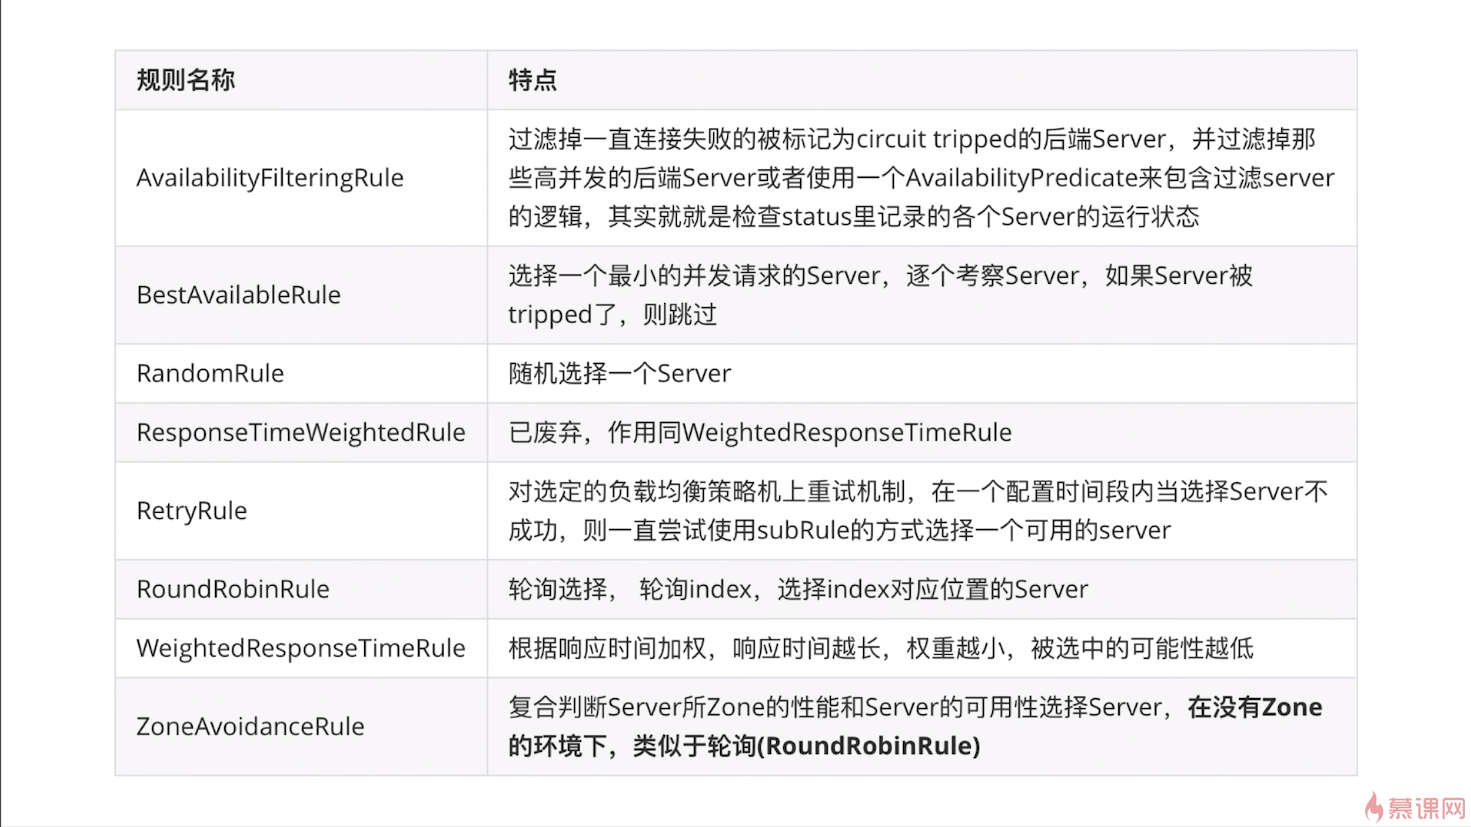 规则名称
特点
AvailabilityFilteringRule
过滤掉一直连接失败的被标记为circuit tripped的后端Server，并过滤掉那
些高并发的后端Server或者使用一个AvailabilityPredicate来包含过滤server
的逻辑，其实就就是检查status里记录的各个Server的运行状态
BestAvailableRule
选择一个最小的并发请求的Server，逐个考察Server，如果Server被
tripped了，则跳过
RandomRule
随机选择一个Server
ResponseTimeWeightedRule
已废弃，作用同WeightedResponseTimeRule
RetryRule
对选定的负载均衡策略机上重试机制，在一个配置时间段内当选择Server不
成功，则一直尝试使用subRule的方式选择一个可用的server
RoundRobinRule
轮询选择， 轮询index，选择index对应位置的Server
WeightedResponseTimeRule
根据响应时间加权，响应时间越长，权重越小，被选中的可能性越低
ZoneAvoidanceRule
复合判断Server所Zone的性能和Server的可用性选择Server，在没有Zone
的环境下，类似于轮询(RoundRobinRule)
慕课网